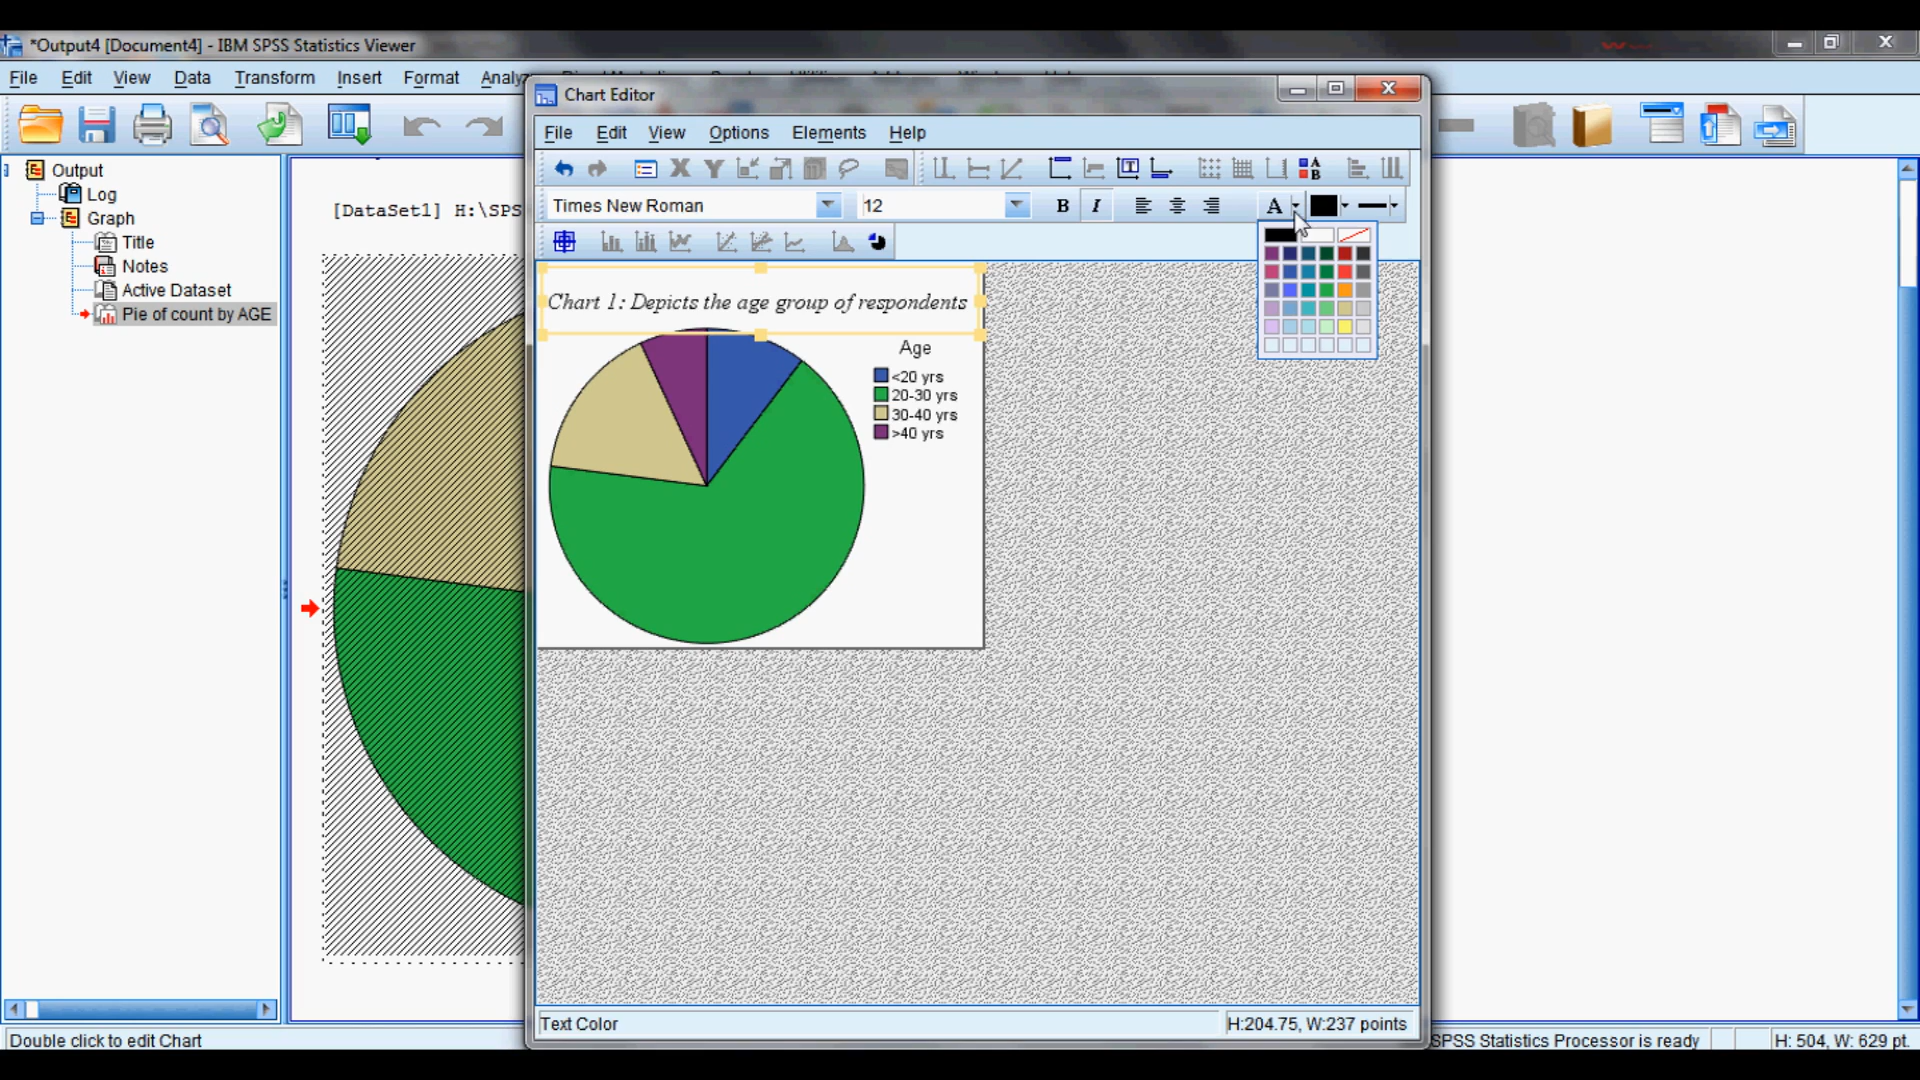 *Output4 [Document4] - IBM SPSS Statistics Viewer
File Edit View Data Transform Insert Format
Chart Editor
File Edit View Options Elements Help
Times New Roman 12 B I A
Output
Log
Graph
Title
Notes
Active Dataset
Pie of count by AGE
[DataSet1] H:\SPS
Chart 1: Depicts the age group of respondents
Age
<20 yrs
20-30 yrs
30-40 yrs
>40 yrs
Text Color H:204.75, W:237 points
Double click to edit Chart SPSS Statistics Processor is ready H: 504, W: 629 pt.